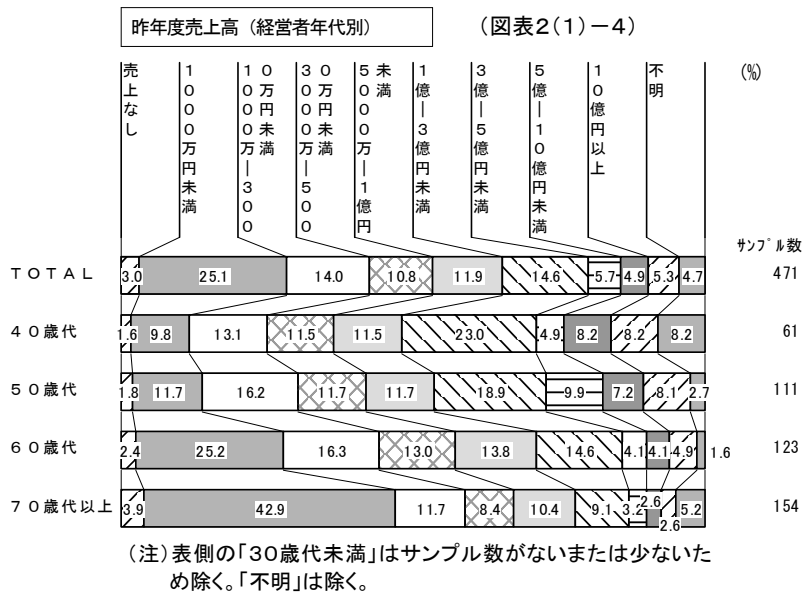 昨年度売上高（経営者年代別）
（図表２(１)－４）
(%)
売上なし
１０００万円未満
１０００万―３００
０万円未満
３０００万―５００
０万円未満
５０００万―１億円
未満
１億―３億円未満
３億―５億円未満
５億―１０億円未満
１０億円以上
不明
ｻﾝﾌﾟﾙ数
ＴＯＴＡＬ 3.0 25.1 14.0 10.8 11.9 14.6 5.7 4.9 5.3 4.7 471
４０歳代 1.6 9.8 13.1 11.5 11.5 23.0 4.9 8.2 8.2 8.2 61
５０歳代 1.8 11.7 16.2 11.7 11.7 18.9 9.9 7.2 8.1 2.7 111
６０歳代 2.4 25.2 16.3 13.0 13.8 14.6 4.1 4.1 4.9 1.6 123
７０歳代以上 3.9 42.9 11.7 8.4 10.4 9.1 3.2 2.6 2.6 5.2 154
（注）表側の「３０歳代未満」はサンプル数がないまたは少ないた
め除く。「不明」は除く。